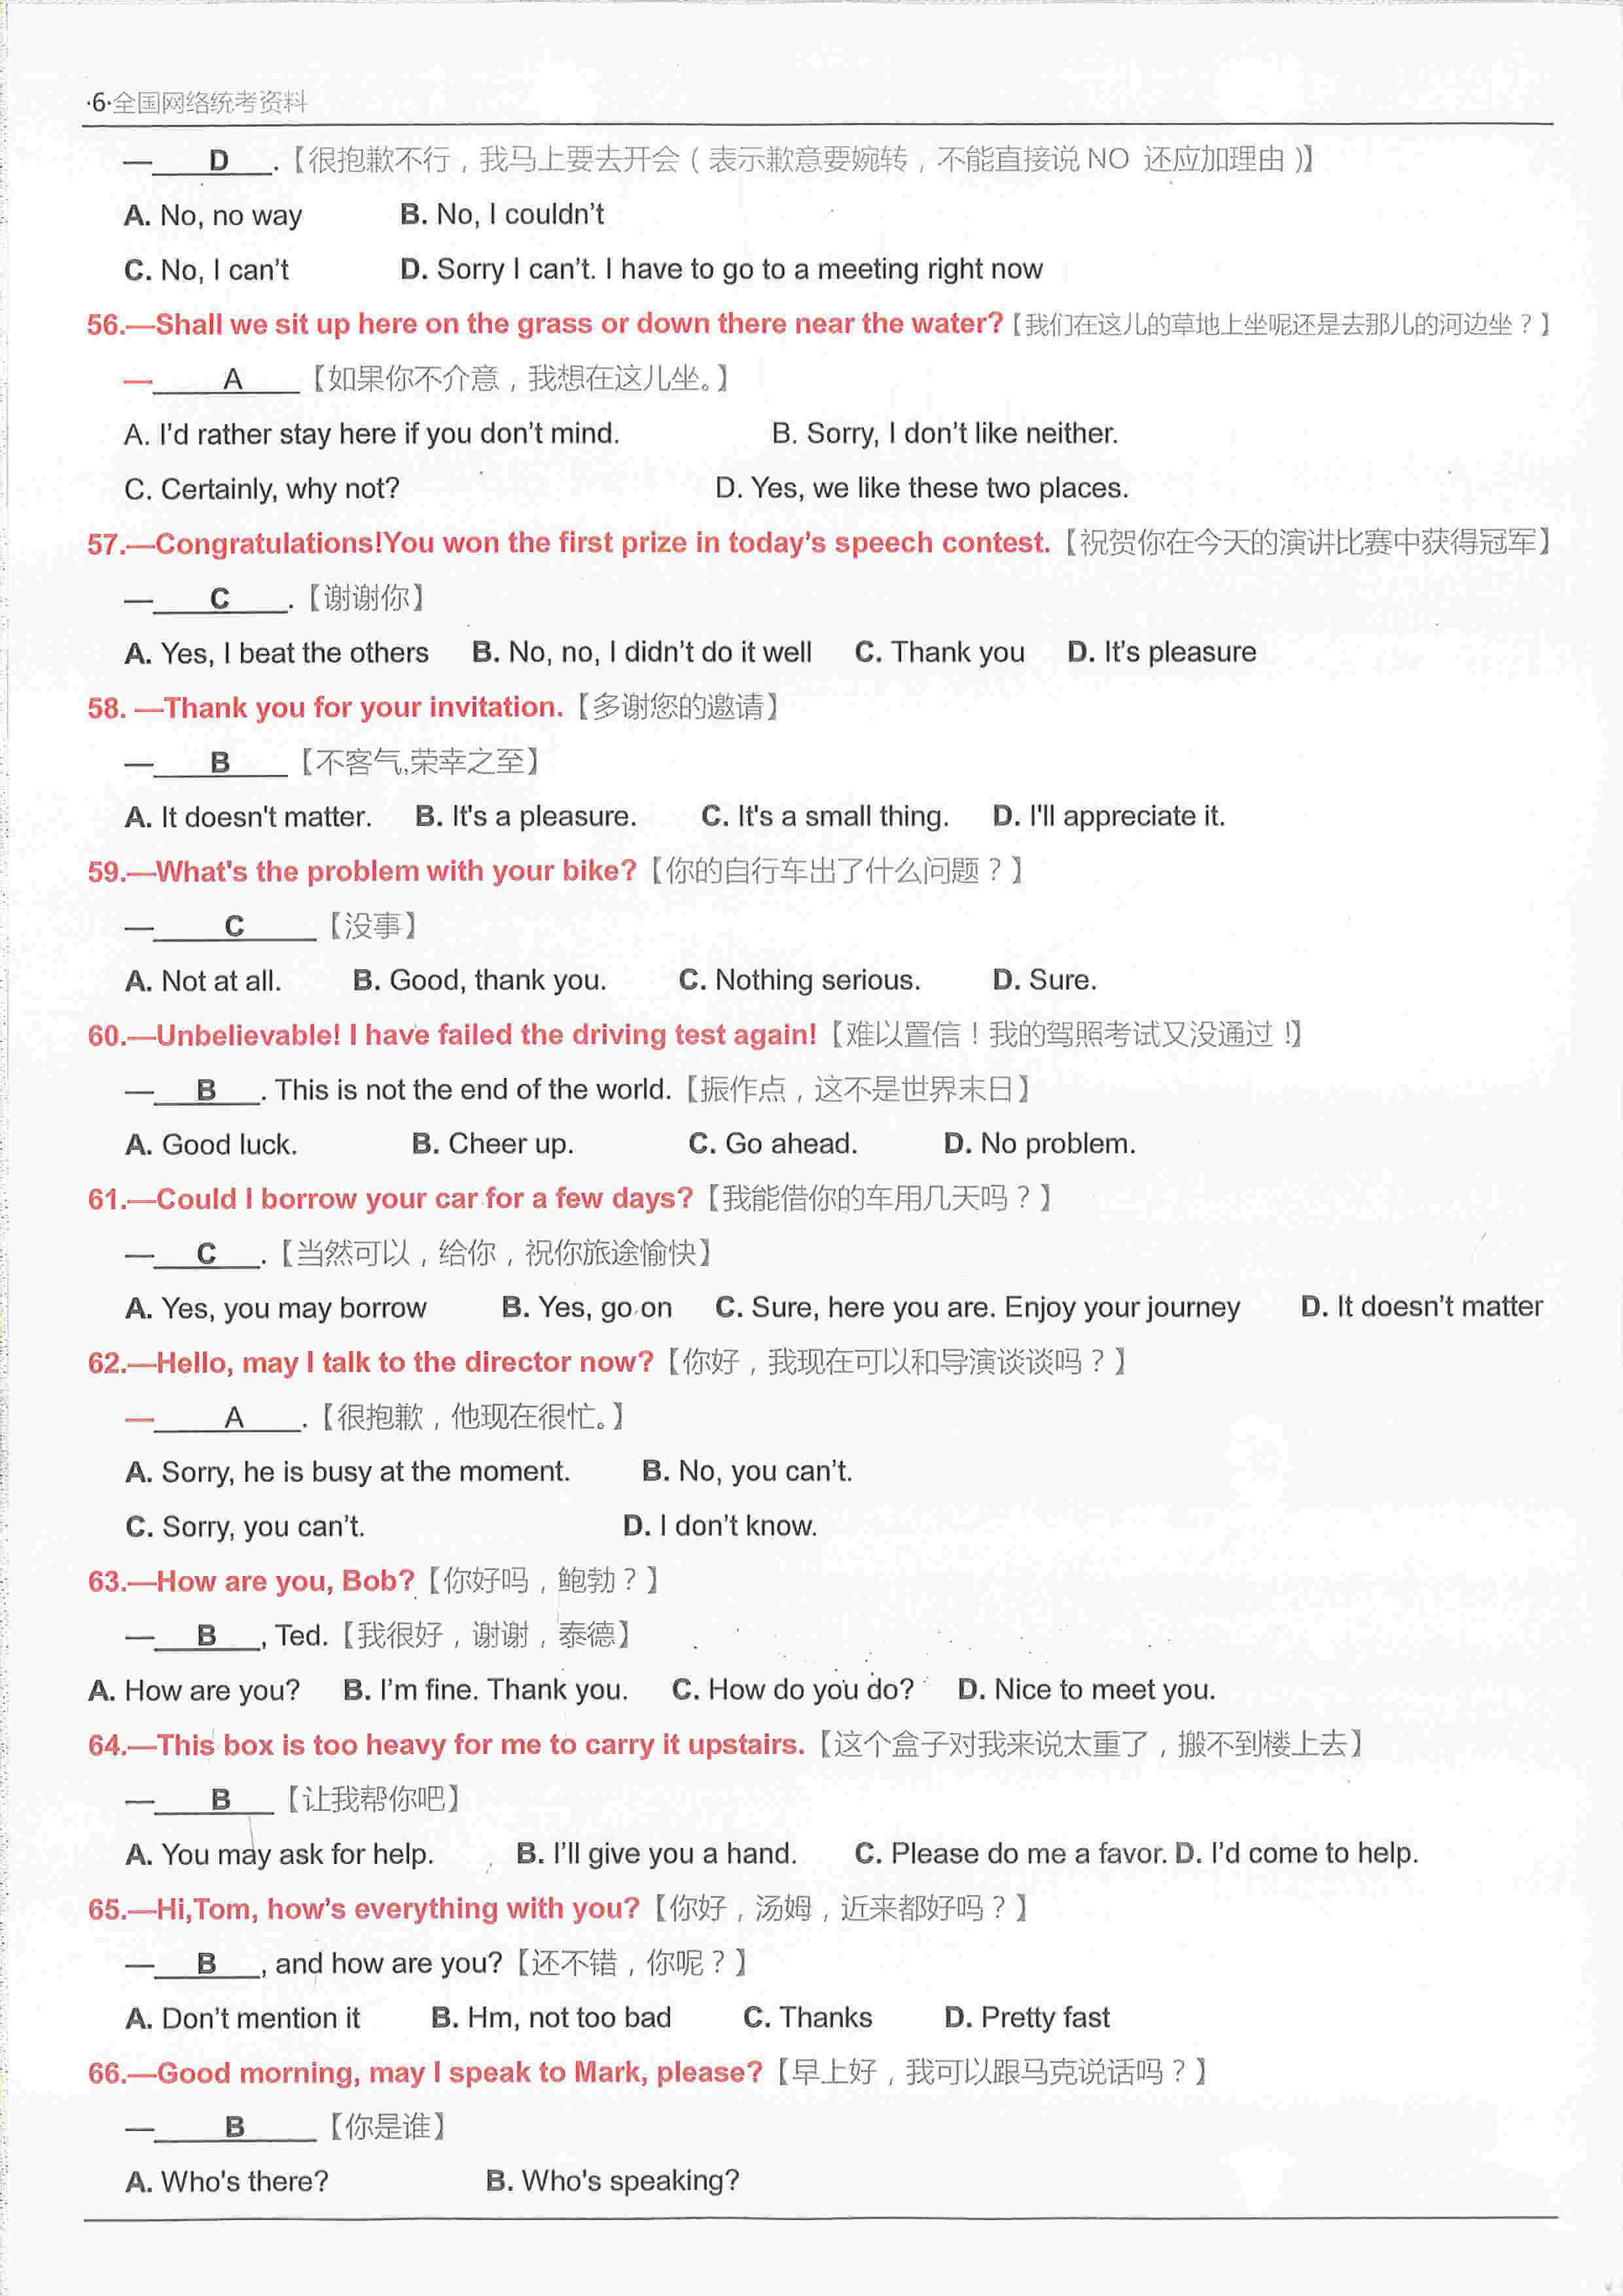 ·6·全国网络统考资料
— D .【很抱歉不行，我马上要去开会（表示歉意要婉转，不能直接说 NO 还应加理由）】
A. No, no way B. No, I couldn't
C. No, I can't D. Sorry I can't. I have to go to a meeting right now
56.—Shall we sit up here on the grass or down there near the water?【我们在这儿的草地上坐呢还是去那儿的河边坐？】
— A 【如果你不介意，我想在这儿坐。】
A. I'd rather stay here if you don't mind. B. Sorry, I don't like neither.
C. Certainly, why not? D. Yes, we like these two places.
57.—Congratulations!You won the first prize in today's speech contest.【祝贺你在今天的演讲比赛中获得冠军】
— C .【谢谢你】
A. Yes, I beat the others B. No, no, I didn't do it well C. Thank you D. It's pleasure
58. —Thank you for your invitation.【多谢您的邀请】
— B 【不客气,荣幸之至】
A. It doesn't matter. B. It's a pleasure. C. It's a small thing. D. I'll appreciate it.
59.—What's the problem with your bike?【你的自行车出了什么问题？】
— C 【没事】
A. Not at all. B. Good, thank you. C. Nothing serious. D. Sure.
60.—Unbelievable! I have failed the driving test again!【难以置信！我的驾照考试又没通过！】
— B . This is not the end of the world.【振作点，这不是世界末日】
A. Good luck. B. Cheer up. C. Go ahead. D. No problem.
61.—Could I borrow your car for a few days?【我能借你的车用几天吗？】
— C .【当然可以，给你，祝你旅途愉快】
A. Yes, you may borrow B. Yes, go on C. Sure, here you are. Enjoy your journey D. It doesn't matter
62.—Hello, may I talk to the director now?【你好，我现在可以和导演谈谈吗？】
— A .【很抱歉，他现在很忙。】
A. Sorry, he is busy at the moment. B. No, you can't.
C. Sorry, you can't. D. I don't know.
63.—How are you, Bob?【你好吗，鲍勃？】
— B , Ted.【我很好，谢谢，泰德】
A. How are you? B. I'm fine. Thank you. C. How do you do? D. Nice to meet you.
64.—This box is too heavy for me to carry it upstairs.【这个盒子对我来说太重了，搬不到楼上去】
— B 【让我帮你吧】
A. You may ask for help. B. I'll give you a hand. C. Please do me a favor. D. I'd come to help.
65.—Hi,Tom, how's everything with you?【你好，汤姆，近来都好吗？】
— B , and how are you?【还不错，你呢？】
A. Don't mention it B. Hm, not too bad C. Thanks D. Pretty fast
66.—Good morning, may I speak to Mark, please?【早上好，我可以跟马克说话吗？】
— B 【你是谁】
A. Who's there? B. Who's speaking?